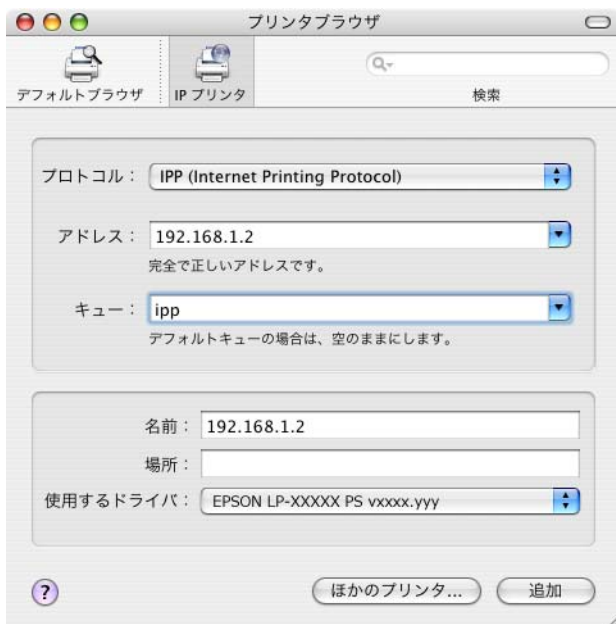 プリンタブラウザ
デフォルトブラウザ
IP プリンタ
検索
プロトコル：
IPP (Internet Printing Protocol)
アドレス：
192.168.1.2
完全で正しいアドレスです。
キュー：
ipp
デフォルトキューの場合は、空のままにします。
名前：
192.168.1.2
場所：
使用するドライバ：
EPSON LP-XXXXX PS vxxxx.yyy
?
ほかのプリンタ...
追加